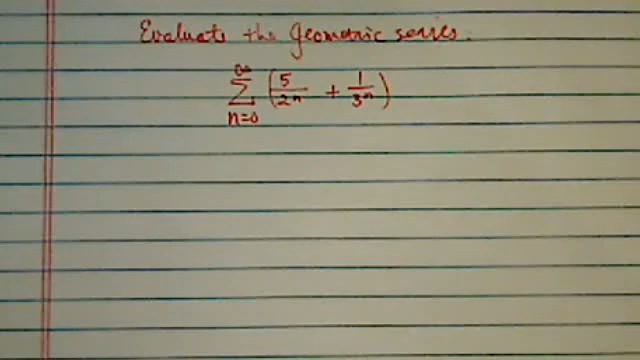 Evaluate the geometric series.
∞
∑ (5/2ⁿ + 1/3ⁿ)
n=0